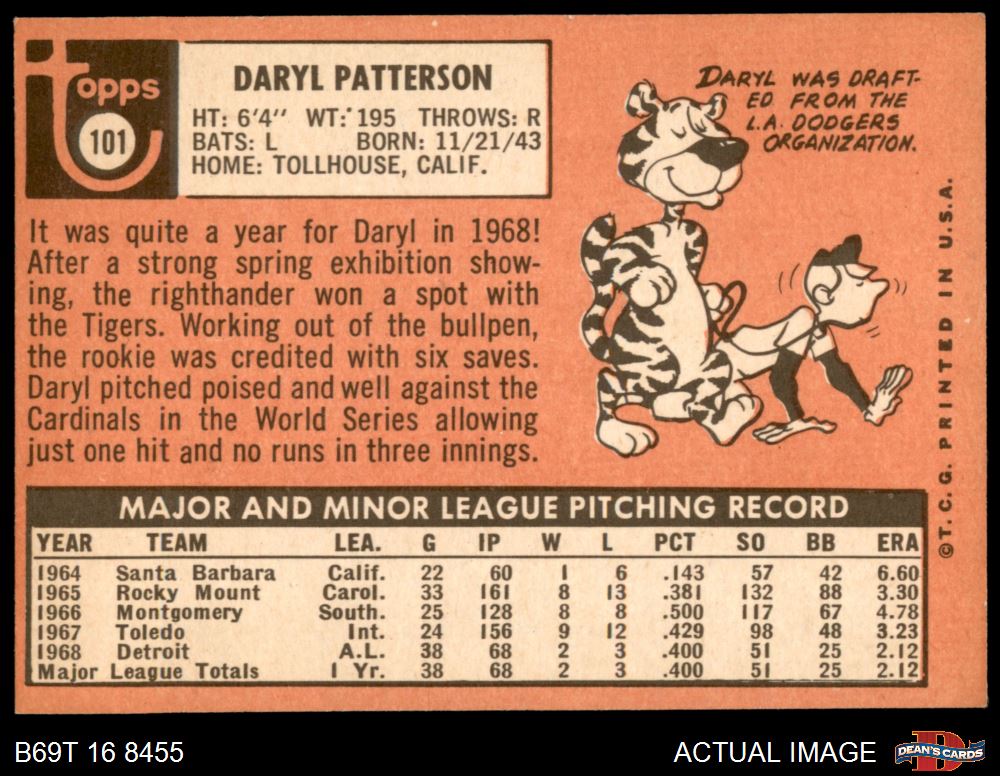 Topps
101
DARYL PATTERSON
HT: 6'4" WT: 195 THROWS: R
BATS: L BORN: 11/21/43
HOME: TOLLHOUSE, CALIF.
DARYL WAS DRAFT-
ED FROM THE
L.A. DODGERS
ORGANIZATION.
It was quite a year for Daryl in 1968!
After a strong spring exhibition show-
ing, the righthander won a spot with
the Tigers. Working out of the bullpen,
the rookie was credited with six saves.
Daryl pitched poised and well against the
Cardinals in the World Series allowing
just one hit and no runs in three innings.
©T. C. G. PRINTED IN U.S.A.
MAJOR AND MINOR LEAGUE PITCHING RECORD
YEAR TEAM LEA. G IP W L PCT SO BB ERA
1964 Santa Barbara Calif. 22 60 1 6 .143 57 42 6.60
1965 Rocky Mount Carol. 33 161 8 13 .381 132 88 3.30
1966 Montgomery South. 25 128 8 8 .500 117 67 4.78
1967 Toledo Int. 24 156 9 12 .429 98 48 3.23
1968 Detroit A.L. 38 68 2 3 .400 51 25 2.12
Major League Totals 1 Yr. 38 68 2 3 .400 51 25 2.12
B69T 16 8455
ACTUAL IMAGE
DEAN'S CARDS